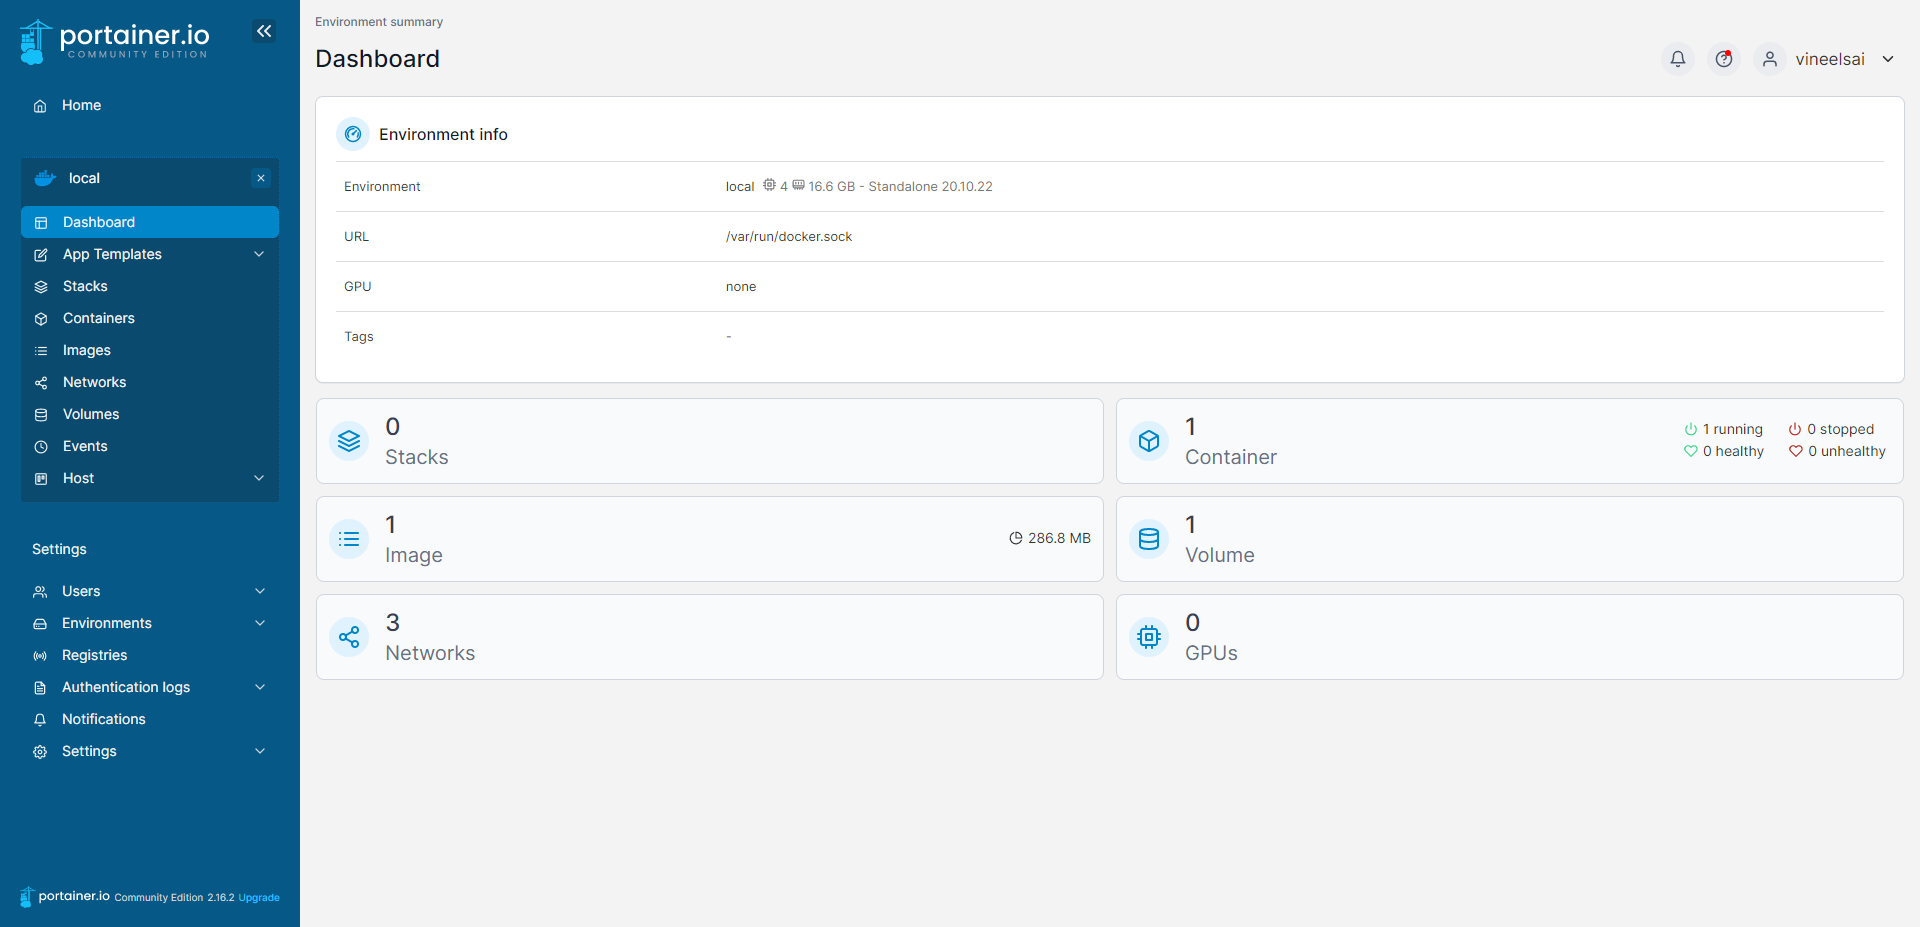 portainer.io
COMMUNITY EDITION
Home
local
Dashboard
App Templates
Stacks
Containers
Images
Networks
Volumes
Events
Host
Settings
Users
Environments
Registries
Authentication logs
Notifications
Settings
portainer.io Community Edition 2.16.2 Upgrade
Environment summary
Dashboard
vineelsai
Environment info
Environment local 4 16.6 GB - Standalone 20.10.22
URL /var/run/docker.sock
GPU none
Tags -
0
Stacks
1
Container
1 running 0 stopped
0 healthy 0 unhealthy
1
Image
286.8 MB
1
Volume
3
Networks
0
GPUs